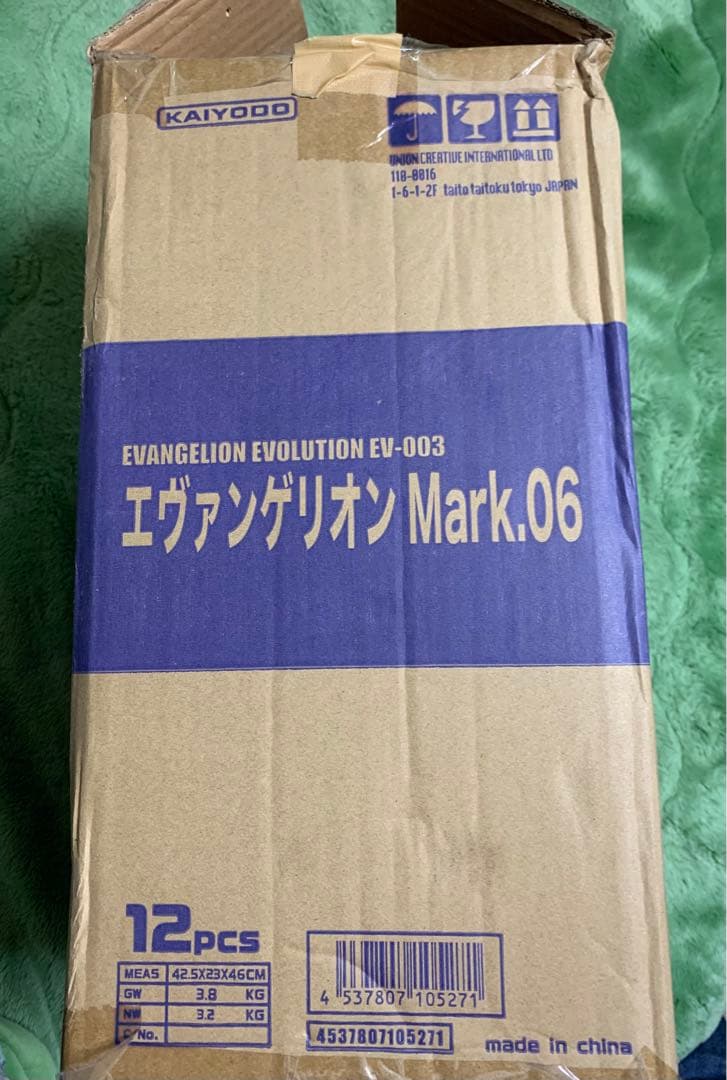 KAIYODO
UNION CREATIVE INTERNATIONAL LTD
110-0016
1-6-1-2F taito taitoku tokyo JAPAN
EVANGELION EVOLUTION EV-003
エヴァンゲリオン Mark.06
12PCS
MEAS 42.5X23X46CM
GW 3.8 KG
NW 3.2 KG
C/No.
4 537807 105271
4537807105271
made in china